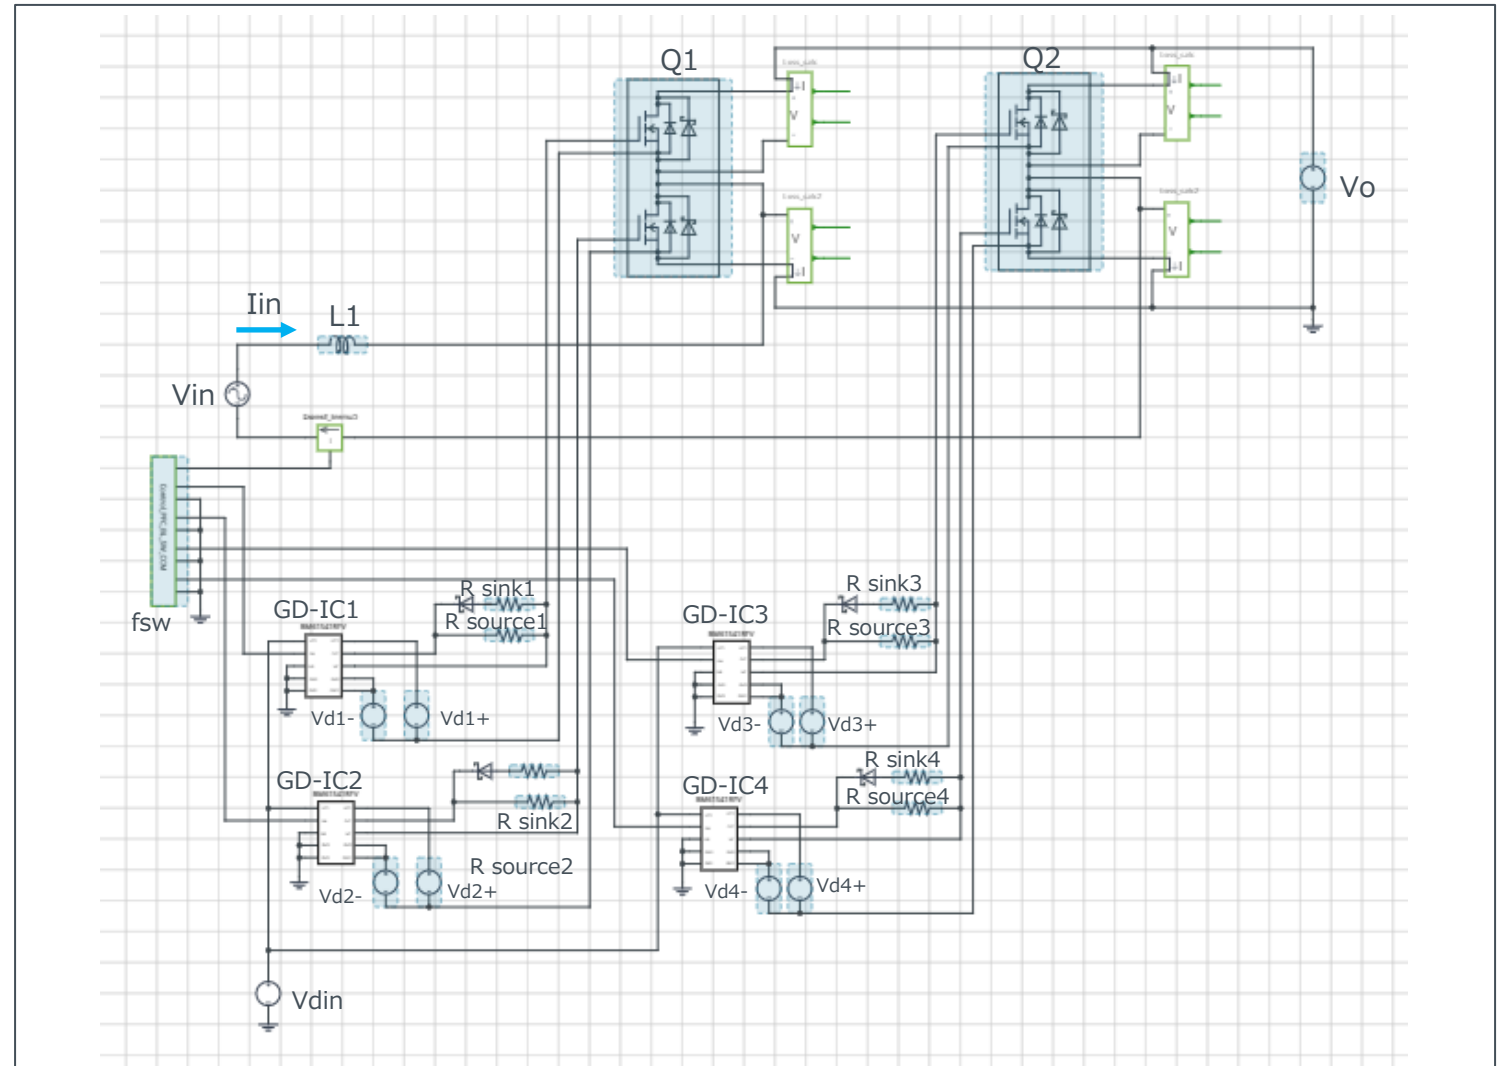 Q1
Q2
Vo
Iin
L1
Vin
fsw
R sink1
R source1
GD-IC1
Vd1-
Vd1+
R sink3
R source3
GD-IC3
Vd3-
Vd3+
GD-IC2
R sink2
R source2
Vd2-
Vd2+
R sink4
R source4
GD-IC4
Vd4-
Vd4+
Vdin